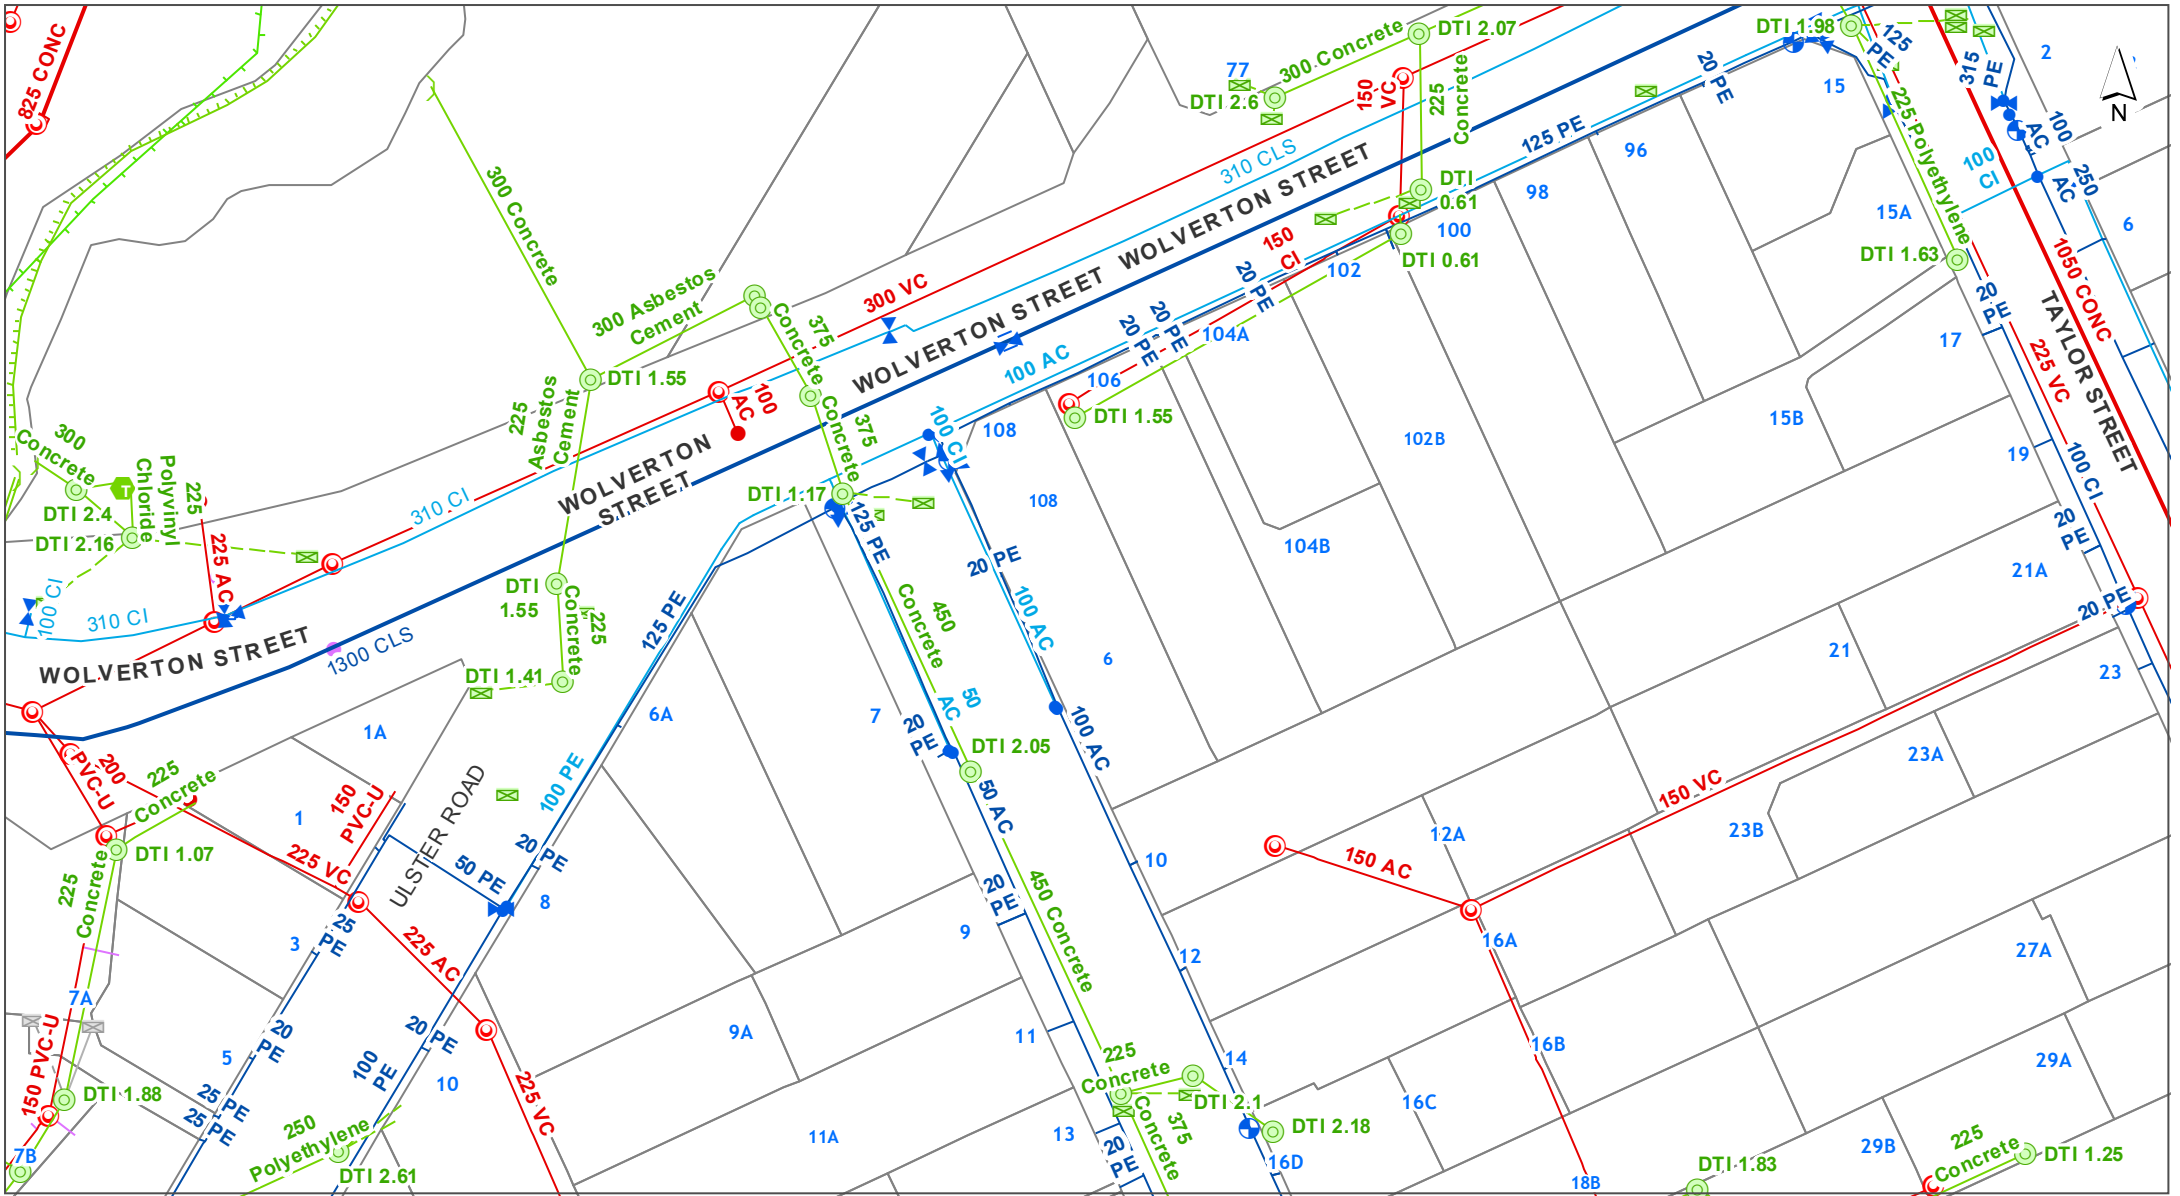 825 CONC
300 Concrete
77
DTI 2.6
300 Concrete
DTI 2.07
150
VC
225
Concrete
310 CLS
DTI
0.61
100
DTI 0.61
150
CI
102
20 PE
125 PE
20 PE
96
98
DTI 1.98
125
PE
15
225 Polyethylene
315
PE
2
N
100
AC
250
AC
100
CI
15A
6
DTI 1.63
1050 CONC
TAYLOR STREET
20
PE
17
225 VC
15B
19
100 CI
20
PE
21A
20 PE
21
23
23A
23B
150 VC
WOLVERTON STREET
WOLVERTON STREET
WOLVERTON
STREET
WOLVERTON STREET
300 VC
300 Asbestos
Cement
375
Concrete
DTI 1.55
225
Asbestos
Cement
100
AC
375
Concrete
100 AC
20 PE
20 PE
104A
106
DTI 1.55
108
100 CI
102B
104B
108
DTI 1.17
125 PE
310 CI
300
Concrete
DTI 2.4
DTI 2.16
Polyvinyl
Chloride
225
225 AC
100 CI
310 CI
1300 CLS
DTI
1.55
225
Concrete
DTI 1.41
125 PE
6A
7
20
PE
450
Concrete
50
AC
DTI 2.05
20 PE
100 AC
6
100 AC
50 AC
1A
200
PVC-U
225
Concrete
1
150
PVC-U
ULSTER ROAD
100 PE
20 PE
50 PE
8
DTI 1.07
225 VC
225
Concrete
25
PE
3
225 AC
7A
150 PVC-U
20
PE
5
25 PE
25 PE
DTI 1.88
7B
100
PE
20 PE
10
225 VC
250
Polyethylene
DTI 2.61
20
PE
9
450 Concrete
10
12
9A
11
11A
13
225
Concrete
DTI 2.1
375
Concrete
20
PE
14
DTI 2.18
16D
12A
150 AC
16A
16B
16C
18B
27A
29A
29B
DTI 1.83
225
Concrete
DTI 1.25